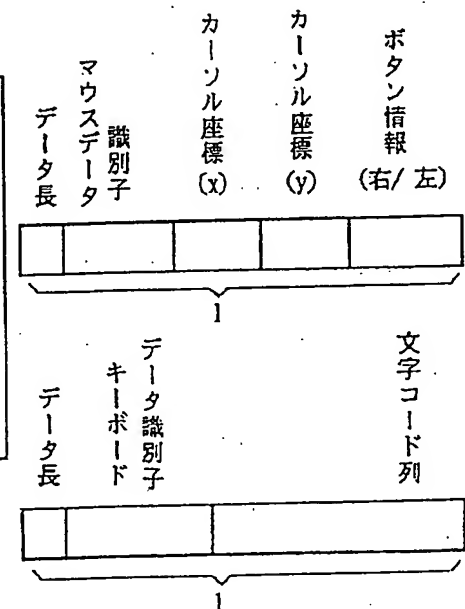 データ長
マウスデータ
識別子
カーソル座標
(x)
カーソル座標
(y)
ボタン情報
(右/左)
1
データ長
キーボード
データ識別子
文字コード列
1